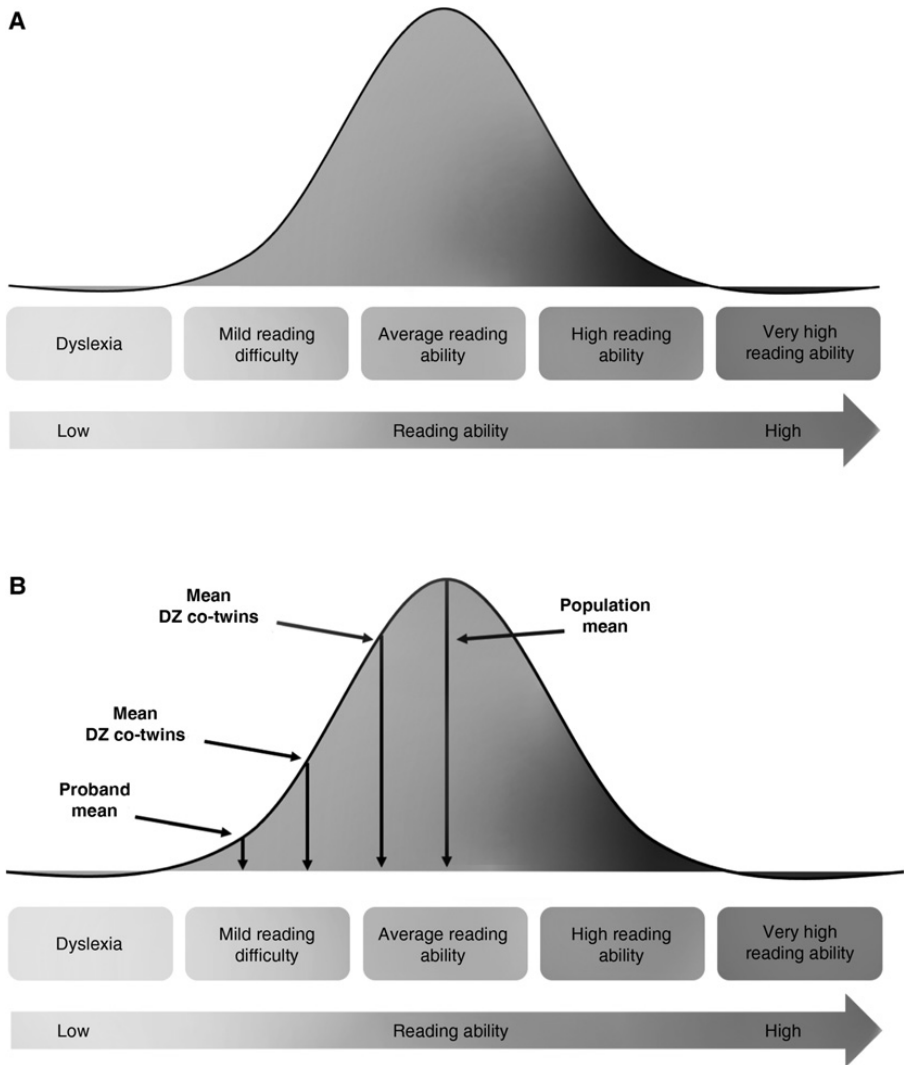 A
Dyslexia
Mild reading
difficulty
Average reading
ability
High reading
ability
Very high
reading ability
Low
Reading ability
High
B
Mean
DZ co-twins
Population
mean
Mean
DZ co-twins
Proband
mean
Dyslexia
Mild reading
difficulty
Average reading
ability
High reading
ability
Very high
reading ability
Low
Reading ability
High